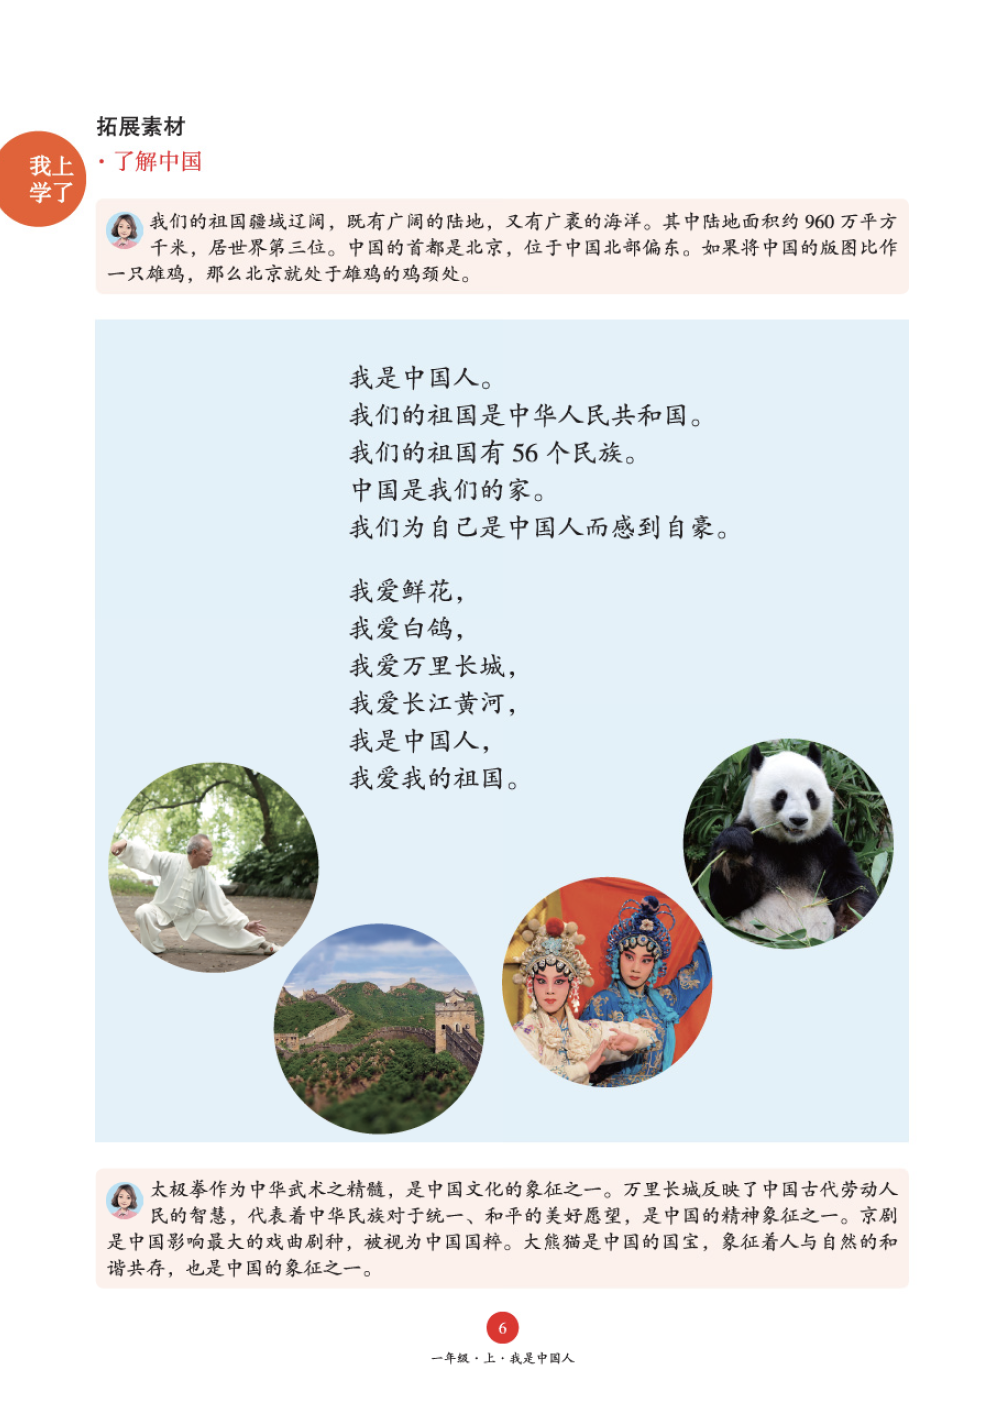 拓展素材
我上
学了
·了解中国
我们的祖国疆域辽阔，既有广阔的陆地，又有广袤的海洋。其中陆地面积约 960 万平方
千米，居世界第三位。中国的首都是北京，位于中国北部偏东。如果将中国的版图比作
一只雄鸡，那么北京就处于雄鸡的鸡颈处。
我是中国人。
我们的祖国是中华人民共和国。
我们的祖国有 56 个民族。
中国是我们的家。
我们为自己是中国人而感到自豪。
我爱鲜花，
我爱白鸽，
我爱万里长城，
我爱长江黄河，
我是中国人，
我爱我的祖国。
太极拳作为中华武术之精髓，是中国文化的象征之一。万里长城反映了中国古代劳动人
民的智慧，代表着中华民族对于统一、和平的美好愿望，是中国的精神象征之一。京剧
是中国影响最大的戏曲剧种，被视为中国国粹。大熊猫是中国的国宝，象征着人与自然的和
谐共存，也是中国的象征之一。
6
一年级·上·我是中国人